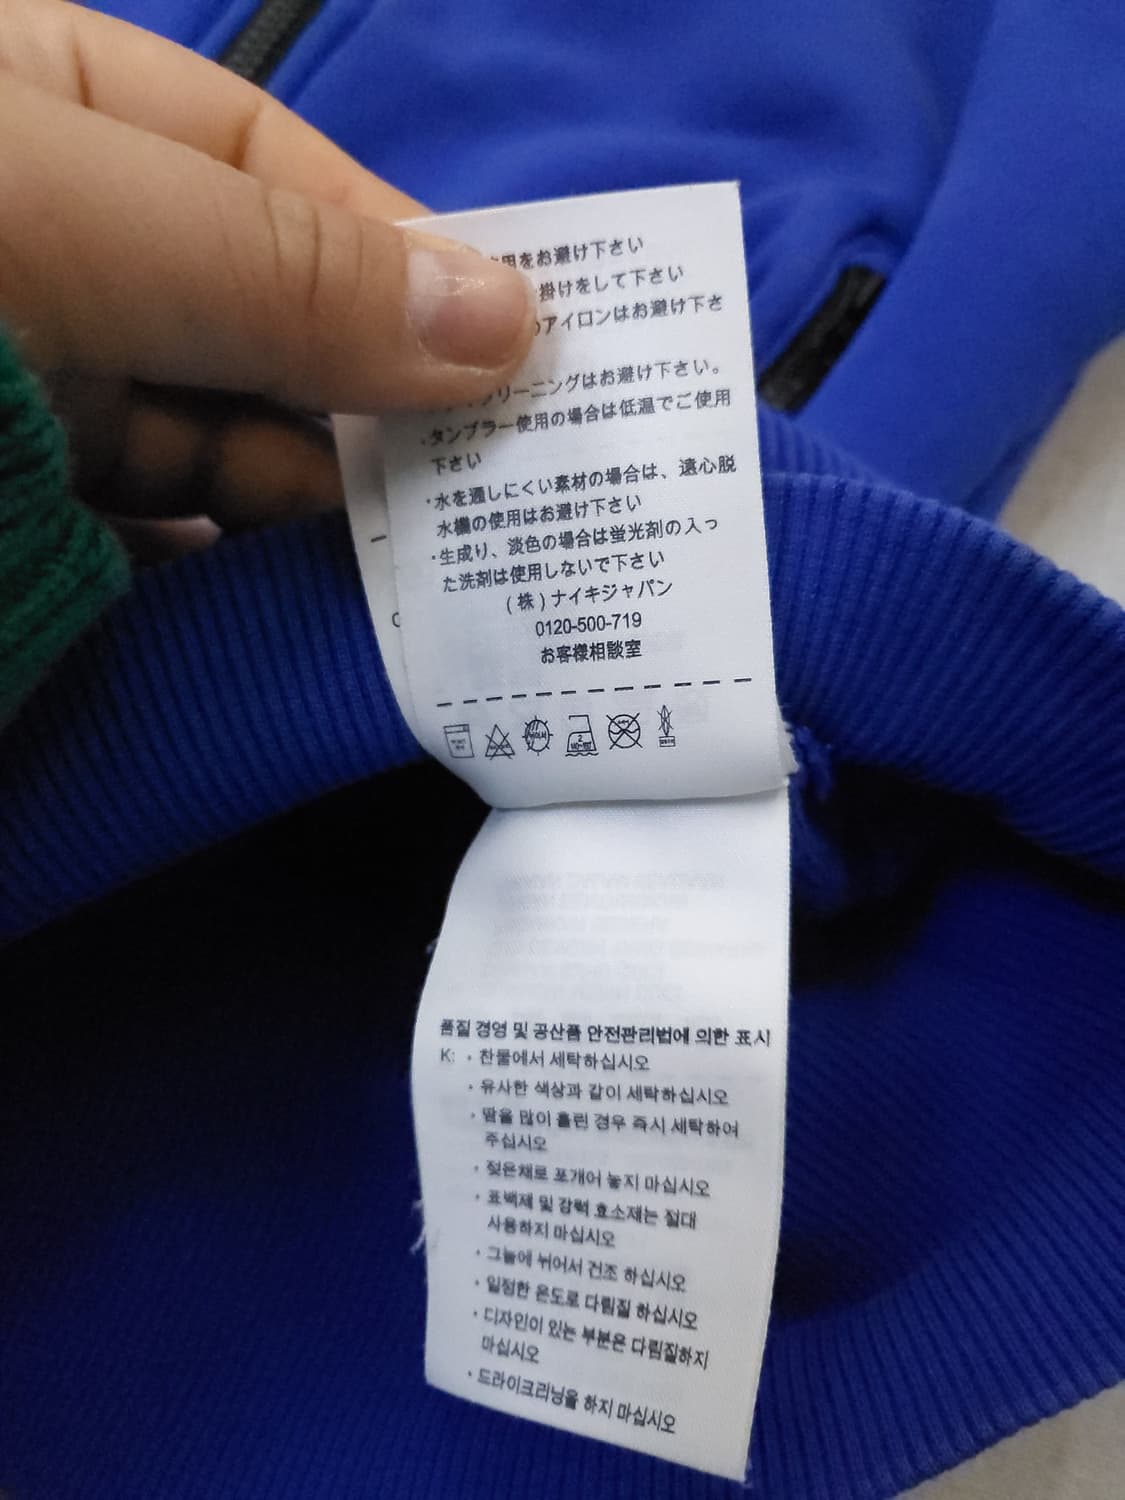 用をお避け下さい
掛けをして下さい
アイロンはお避け下さ
クリーニングはお避け下さい。
・タンブラー使用の場合は低温でご使用
下さい
・水を通しにくい素材の場合は、遠心脱
水機の使用はお避け下さい
・生成り、淡色の場合は蛍光剤の入っ
た洗剤は使用しないで下さい
(株)ナイキジャパン
0120-500-719
お客様相談室
품질 경영 및 공산품 안전관리법에 의한 표시
K: ・찬물에서 세탁하십시오
・유사한 색상과 같이 세탁하십시오
・땀을 많이 흘린 경우 즉시 세탁하여
주십시오
・젖은채로 포개어 놓지 마십시오
・표백제 및 강력 효소제는 절대
사용하지 마십시오
・그늘에 뉘어서 건조 하십시오
・일정한 온도로 다림질 하십시오
・디자인이 있는 부분은 다림질하지
마십시오
・드라이크리닝을 하지 마십시오